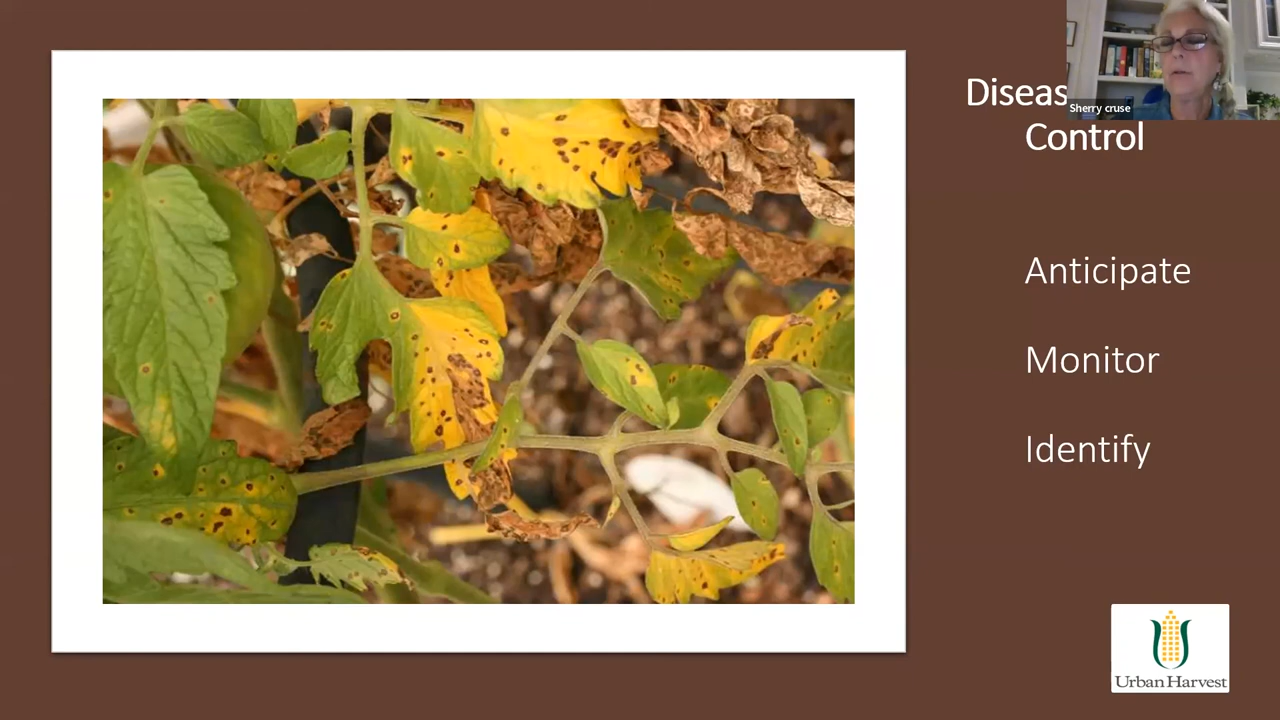 Diseas
Control
Sherry cruse
Anticipate
Monitor
Identify
Urban Harvest